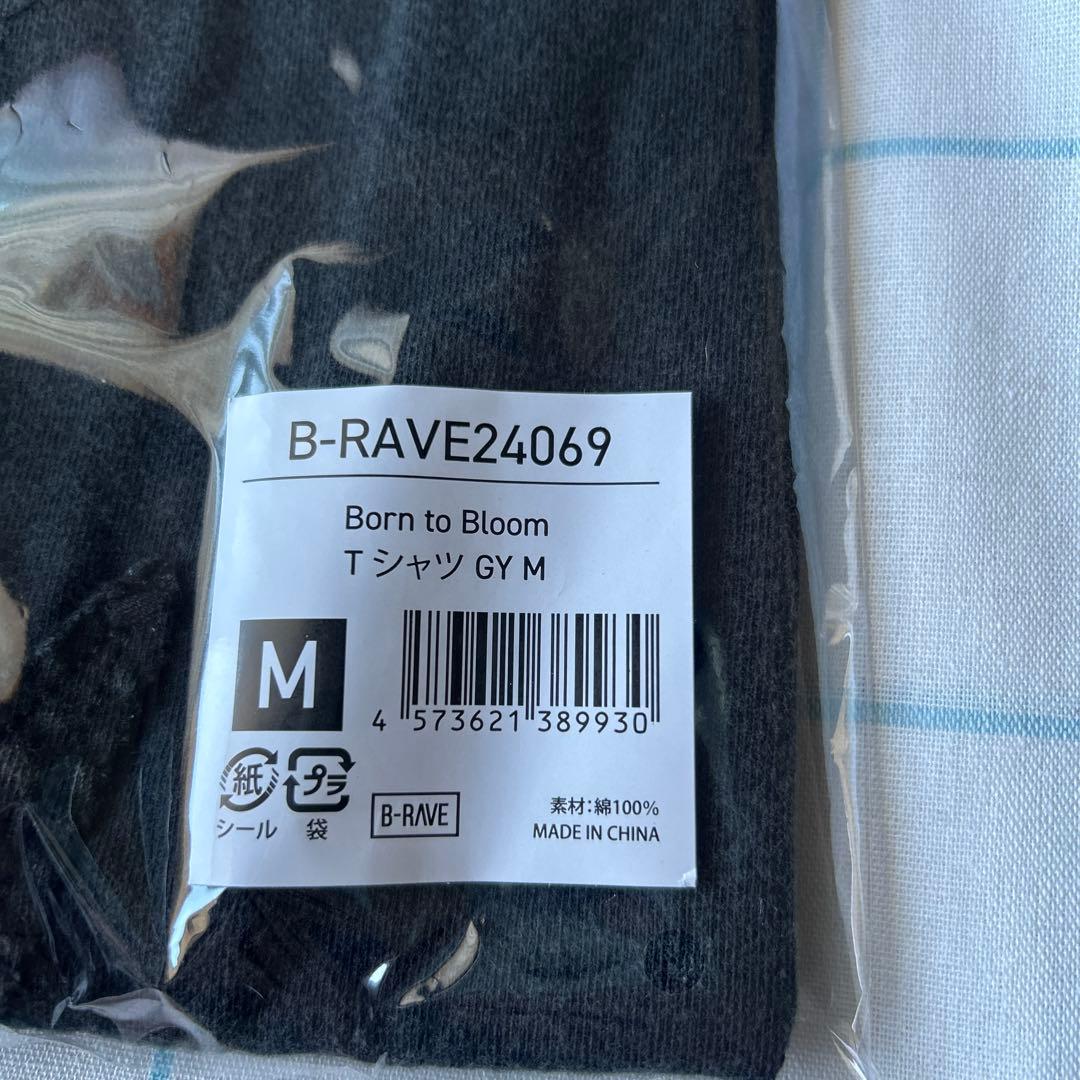 B-RAVE24069
Born to Bloom
Tシャツ GY M
M
4 573621 389930
紙 プラ
シール 袋
B-RAVE
素材:綿100%
MADE IN CHINA